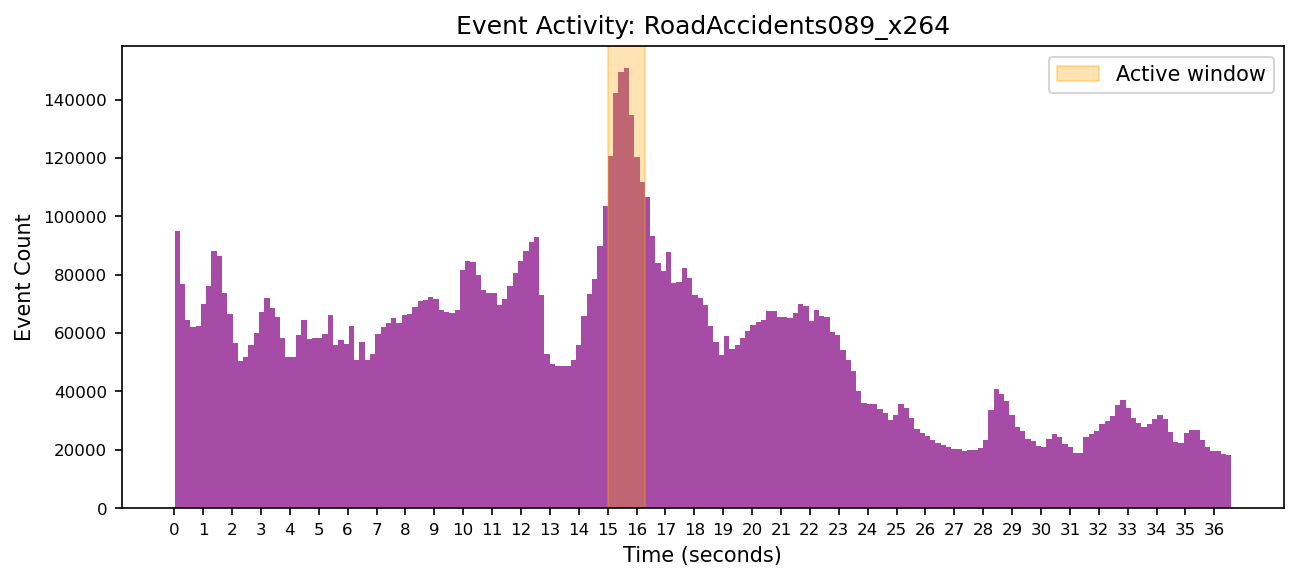 Event Activity: RoadAccidents089_x264
Active window
Event Count
140000
120000
100000
80000
60000
40000
20000
0
0 1 2 3 4 5 6 7 8 9 10 11 12 13 14 15 16 17 18 19 20 21 22 23 24 25 26 27 28 29 30 31 32 33 34 35 36
Time (seconds)